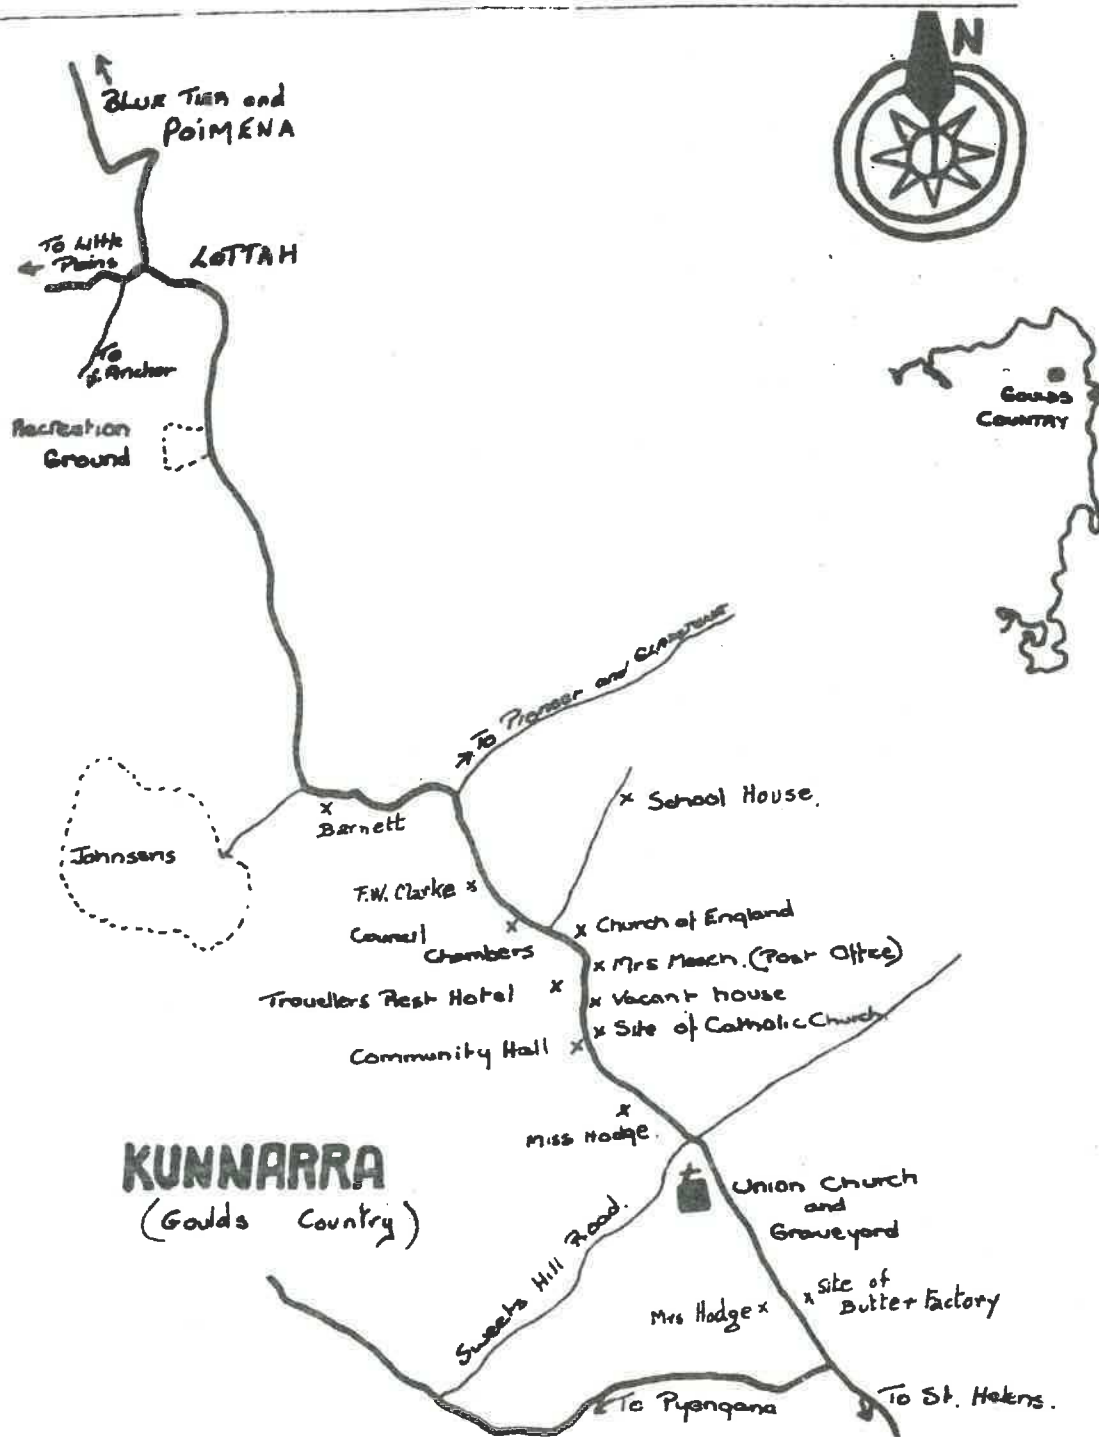 N
BLUE TIER and
POIMENA
To Little
Plains
LOTTAH
To
Anchor
GOULDS
COUNTRY
Recreation
Ground
To Pioneer and GLADSTONE
School House.
Barnett
Johnsons
F.W. Clarke
Council
Chambers
Church of England
Mrs (Post Office)
Travellers Rest Hotel
Vacant house
Site of Catholic Church
Community Hall
Miss Hodge.
KUNNARRA
(Goulds Country)
Union Church
and
Graveyard
Sweets Hill Road.
Site of
Butter Factory
Mrs Hodge
To Pyengana
To St. Helens.